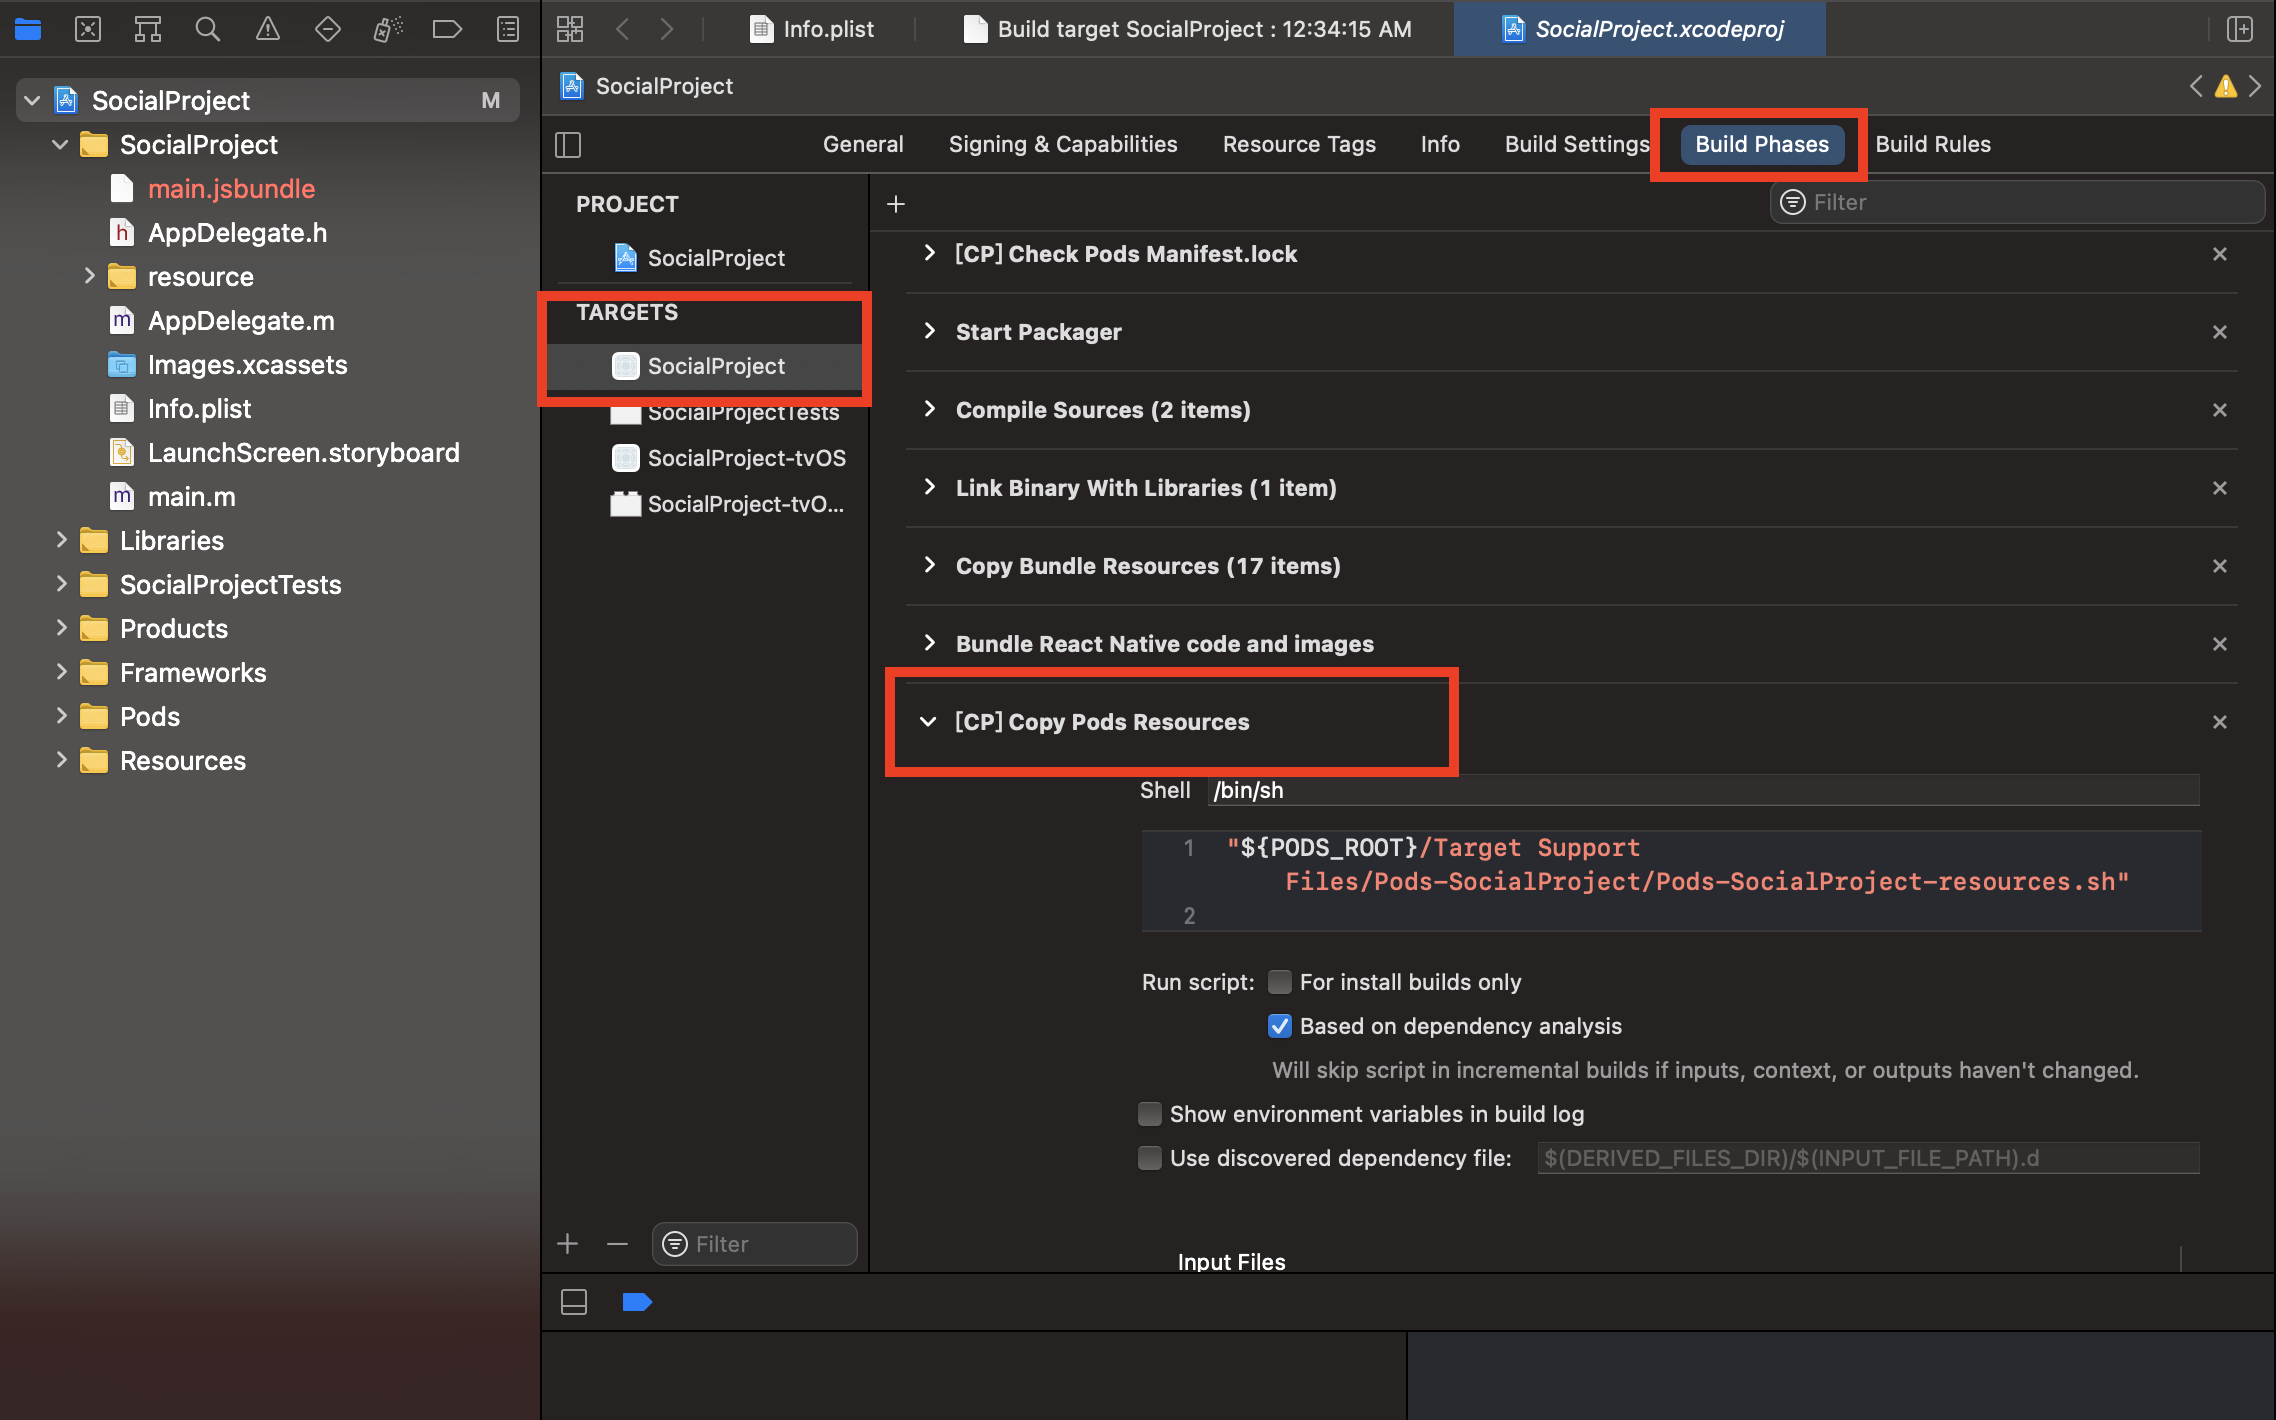 Info.plist
Build target SocialProject : 12:34:15 AM
SocialProject.xcodeproj
SocialProject
M
SocialProject
main.jsbundle
AppDelegate.h
resource
AppDelegate.m
Images.xcassets
Info.plist
LaunchScreen.storyboard
main.m
Libraries
SocialProjectTests
Products
Frameworks
Pods
Resources
SocialProject
General
Signing & Capabilities
Resource Tags
Info
Build Settings
Build Phases
Build Rules
PROJECT
SocialProject
TARGETS
SocialProject
SocialProjectTests
SocialProject-tvOS
SocialProject-tvO...
Filter
Filter
[CP] Check Pods Manifest.lock
Start Packager
Compile Sources (2 items)
Link Binary With Libraries (1 item)
Copy Bundle Resources (17 items)
Bundle React Native code and images
[CP] Copy Pods Resources
Shell /bin/sh
1 "${PODS_ROOT}/Target Support
Files/Pods-SocialProject/Pods-SocialProject-resources.sh"
2
Run script: For install builds only
Based on dependency analysis
Will skip script in incremental builds if inputs, context, or outputs haven't changed.
Show environment variables in build log
Use discovered dependency file: $(DERIVED_FILES_DIR)/$(INPUT_FILE_PATH).d
Input Files